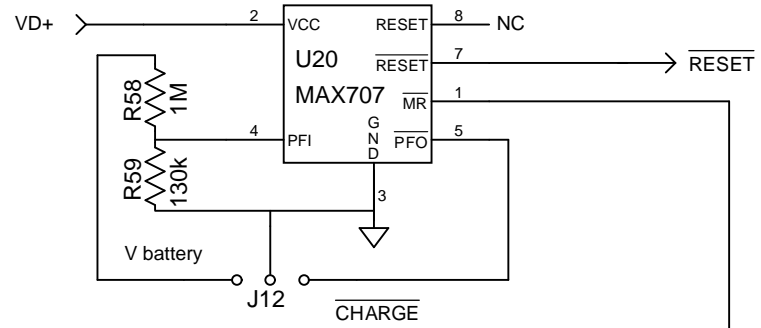 VD+
2
VCC
RESET
8
NC
U20
RESET
7
RESET
MAX707
MR
1
R58
1M
4
PFI
GND
PFO
5
R59
130k
3
V battery
J12
CHARGE